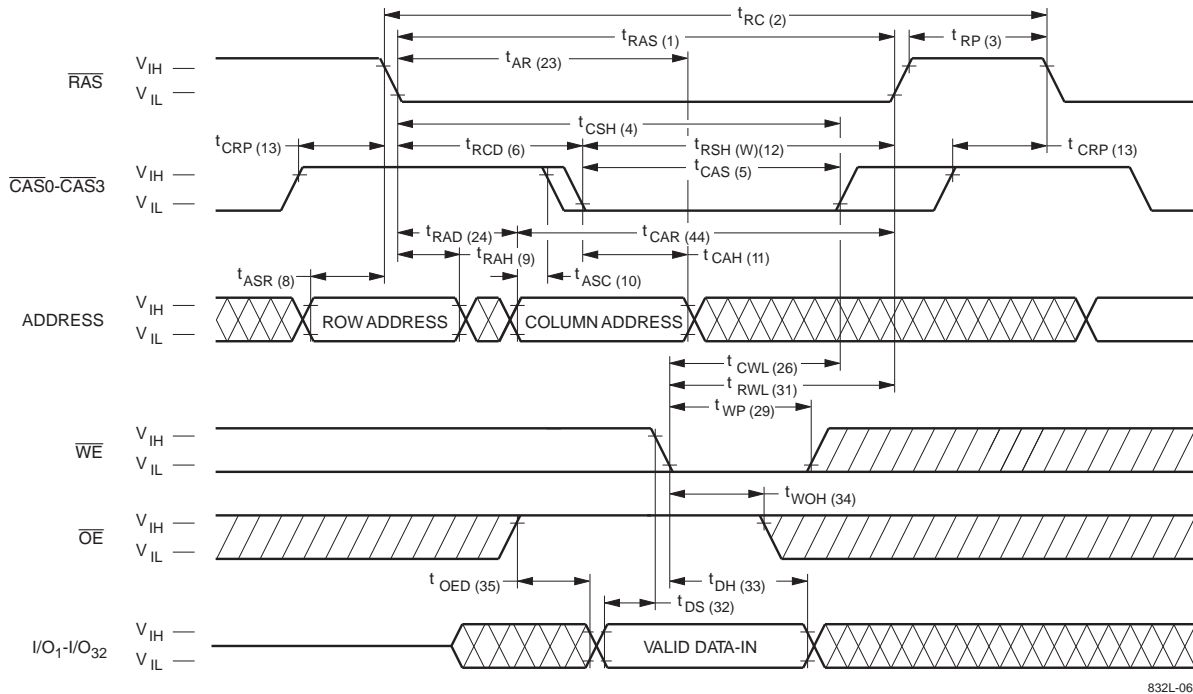 t RC (2)
t RAS (1)
t RP (3)
t AR (23)
RAS
V IH
V IL
t CSH (4)
t CRP (13)
t RCD (6)
t RSH (W)(12)
t CRP (13)
t CAS (5)
CAS0-CAS3
V IH
V IL
t RAD (24)
t CAR (44)
t RAH (9)
t CAH (11)
t ASR (8)
t ASC (10)
ADDRESS
V IH
V IL
ROW ADDRESS
COLUMN ADDRESS
t CWL (26)
t RWL (31)
t WP (29)
WE
V IH
V IL
t WOH (34)
OE
V IH
V IL
t OED (35)
t DH (33)
t DS (32)
I/O1-I/O32
V IH
V IL
VALID DATA-IN
832L-06